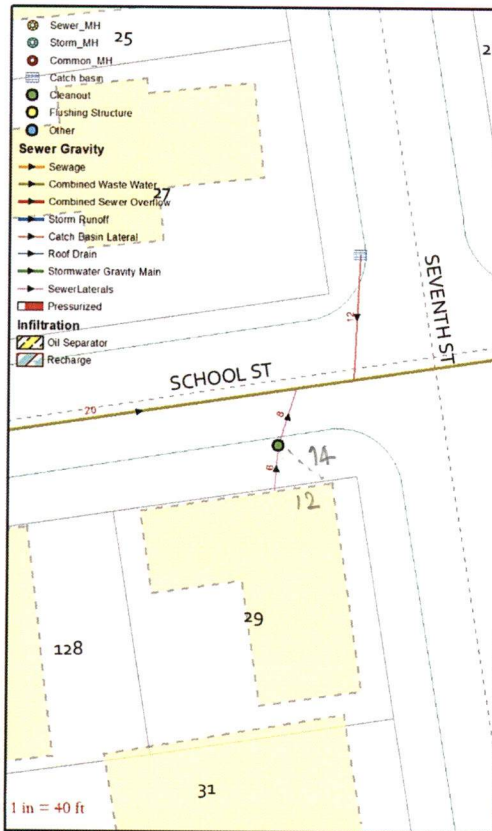 Sewer_MH
25
Storm_MH
2
Common_MH
Catch basin
Cleanout
Flushing Structure
Other
Sewer Gravity
Sewage
Combined Waste Water
27
Combined Sewer Overflow
Storm Runoff
Catch Basin Lateral
Roof Drain
Stormwater Gravity Main
SewerLaterals
Pressurized
Infiltration
Oil Separator
Recharge
SEVENTH ST
12
SCHOOL ST
20
8
14
12
29
128
31
1 in = 40 ft